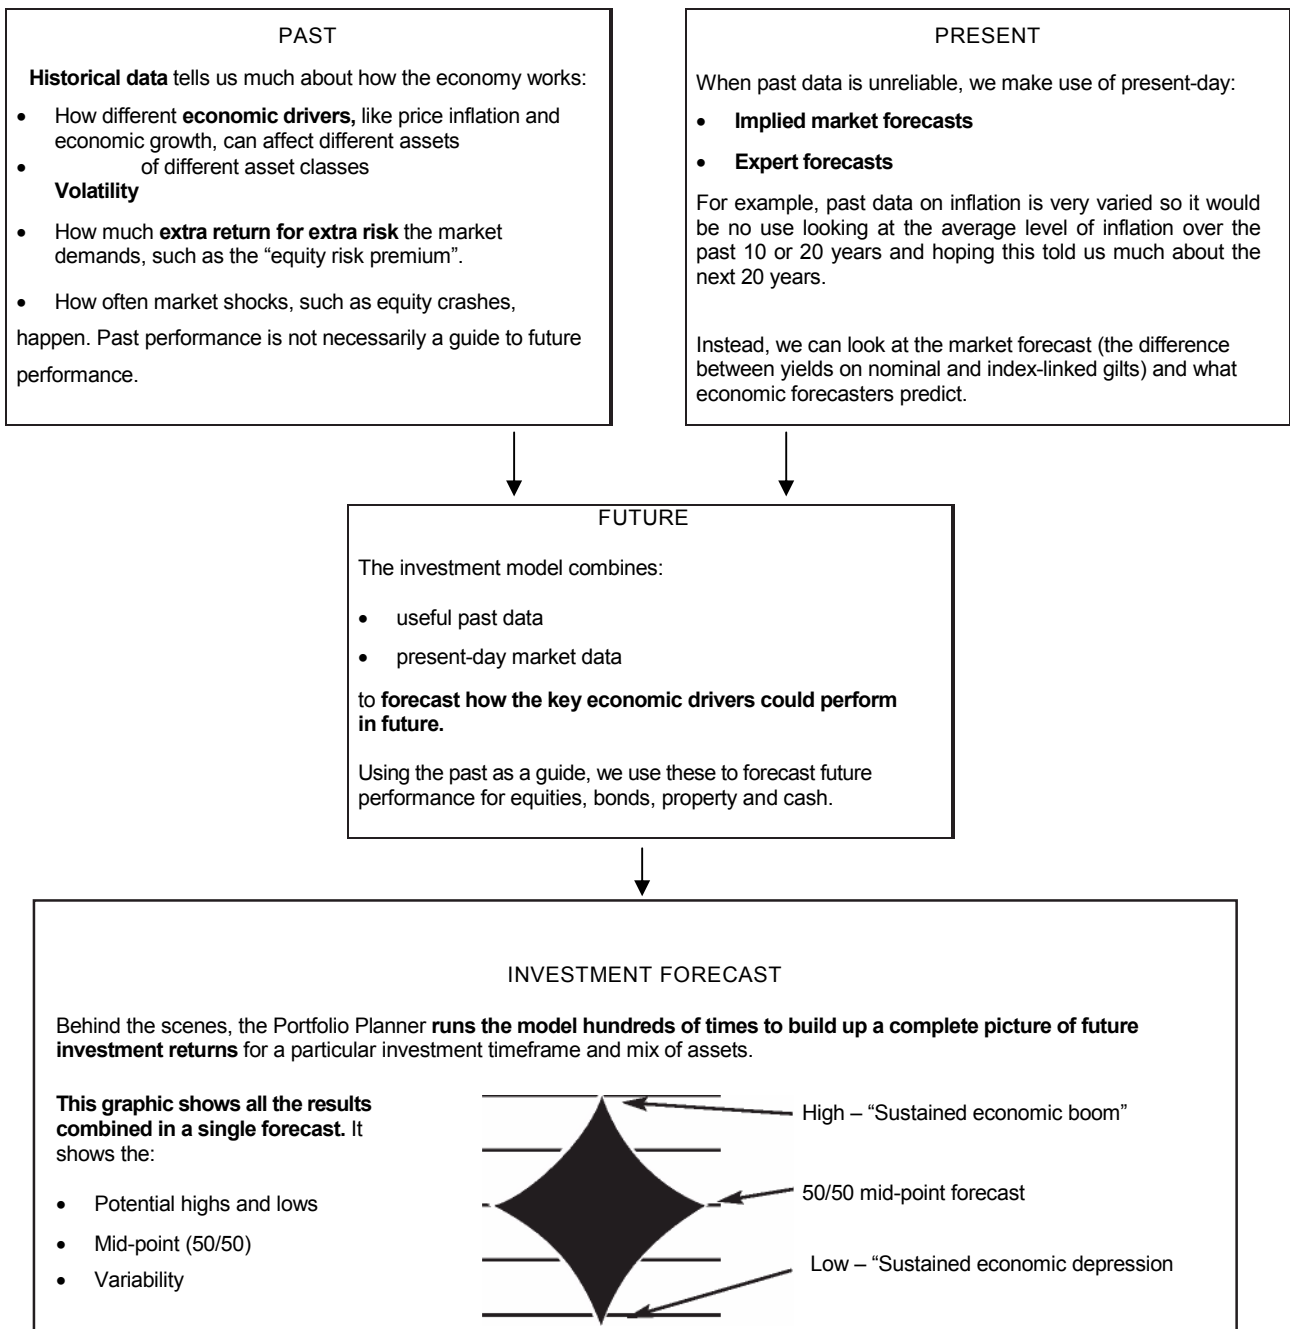 PAST
Historical data tells us much about how the economy works:
• How different economic drivers, like price inflation and
economic growth, can affect different assets
• of different asset classes
Volatility
• How much extra return for extra risk the market
demands, such as the “equity risk premium”.
• How often market shocks, such as equity crashes,
happen. Past performance is not necessarily a guide to future
performance.
PRESENT
When past data is unreliable, we make use of present-day:
• Implied market forecasts
• Expert forecasts
For example, past data on inflation is very varied so it would
be no use looking at the average level of inflation over the
past 10 or 20 years and hoping this told us much about the
next 20 years.
Instead, we can look at the market forecast (the difference
between yields on nominal and index-linked gilts) and what
economic forecasters predict.
FUTURE
The investment model combines:
• useful past data
• present-day market data
to forecast how the key economic drivers could perform
in future.
Using the past as a guide, we use these to forecast future
performance for equities, bonds, property and cash.
INVESTMENT FORECAST
Behind the scenes, the Portfolio Planner runs the model hundreds of times to build up a complete picture of future
investment returns for a particular investment timeframe and mix of assets.
This graphic shows all the results
combined in a single forecast. It
shows the:
• Potential highs and lows
• Mid-point (50/50)
• Variability
High – “Sustained economic boom”
50/50 mid-point forecast
Low – “Sustained economic depression